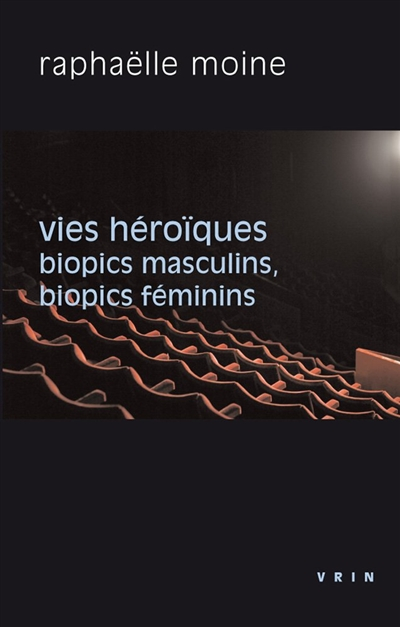 raphaëlle moine
vies héroïques
biopics masculins,
biopics féminins
VRIN